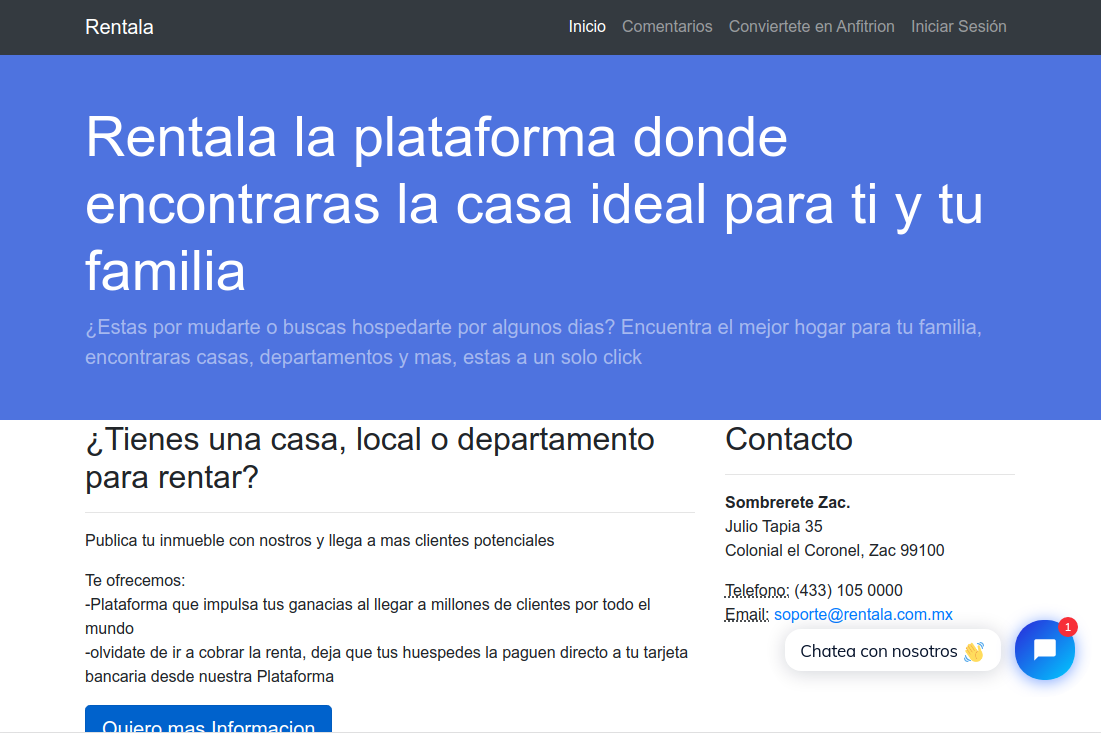 Rentala
Inicio Comentarios Conviertete en Anfitrion Iniciar Sesión
Rentala la plataforma donde
encontraras la casa ideal para ti y tu
familia
¿Estas por mudarte o buscas hospedarte por algunos dias? Encuentra el mejor hogar para tu familia,
encontraras casas, departamentos y mas, estas a un solo click
¿Tienes una casa, local o departamento
para rentar?
Publica tu inmueble con nostros y llega a mas clientes potenciales
Te ofrecemos:
-Plataforma que impulsa tus ganacias al llegar a millones de clientes por todo el
mundo
-olvidate de ir a cobrar la renta, deja que tus huespedes la paguen directo a tu tarjeta
bancaria desde nuestra Plataforma
Quiero mas Informacion
Contacto
Sombrerete Zac.
Julio Tapia 35
Colonial el Coronel, Zac 99100
Telefono: (433) 105 0000
Email: soporte@rentala.com.mx
Chatea con nosotros 👋
1